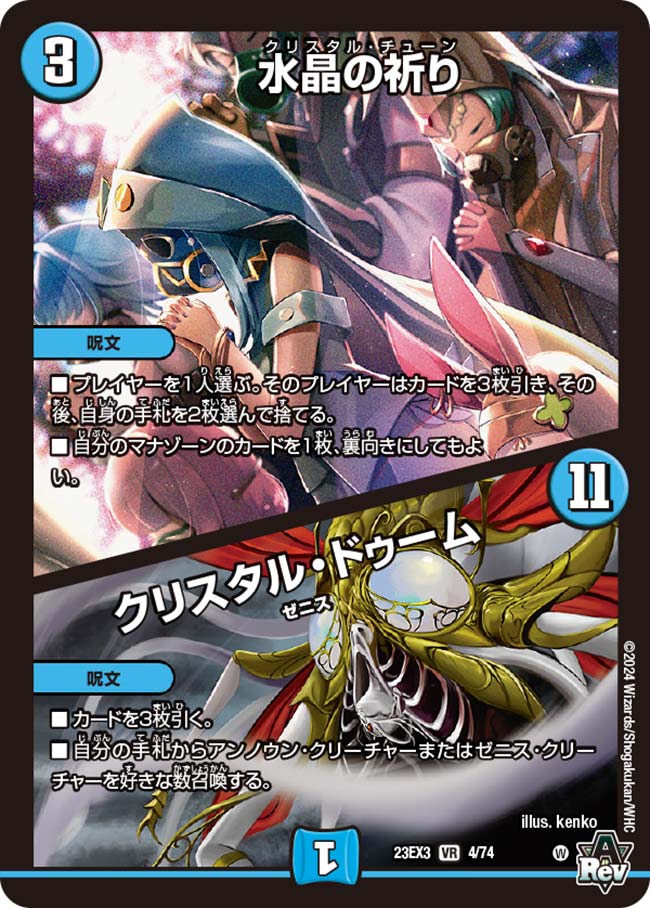 3
クリスタル・チューン
水晶の祈り
呪文
■プレイヤーを1人選ぶ。そのプレイヤーはカードを3枚引き、その
後、自身の手札を2枚選んで捨てる。
■自分のマナゾーンのカードを1枚、裏向きにしてもよ
い。
11
クリスタル・ドゥーム
ゼニス
呪文
■カードを3枚引く。
■自分の手札からアンノウン・クリーチャーまたはゼニス・クリー
チャーを好きな数召喚する。
©2024 Wizards/Shogakukan/WHC
illus. kenko
1
23EX3 VR 4/74 W
A Rev